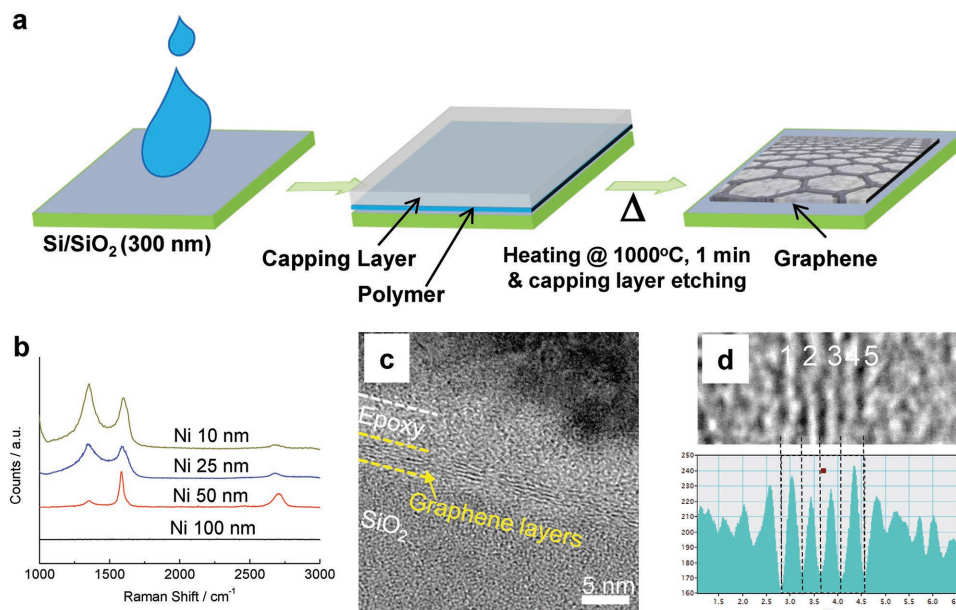 a
Si/SiO₂ (300 nm)
Capping Layer
Polymer
Δ
Heating @ 1000°C, 1 min
& capping layer etching
Graphene
b
Counts / a.u.
Ni 10 nm
Ni 25 nm
Ni 50 nm
Ni 100 nm
1000 1500 2000 2500 3000
Raman Shift / cm⁻¹
c
Epoxy
Graphene layers
SiO₂
5 nm
d
1 2 3 4 5
250
240
230
220
210
200
190
180
170
160
1.5 2.0 2.5 3.0 3.5 4.0 4.5 5.0 5.5 6.0